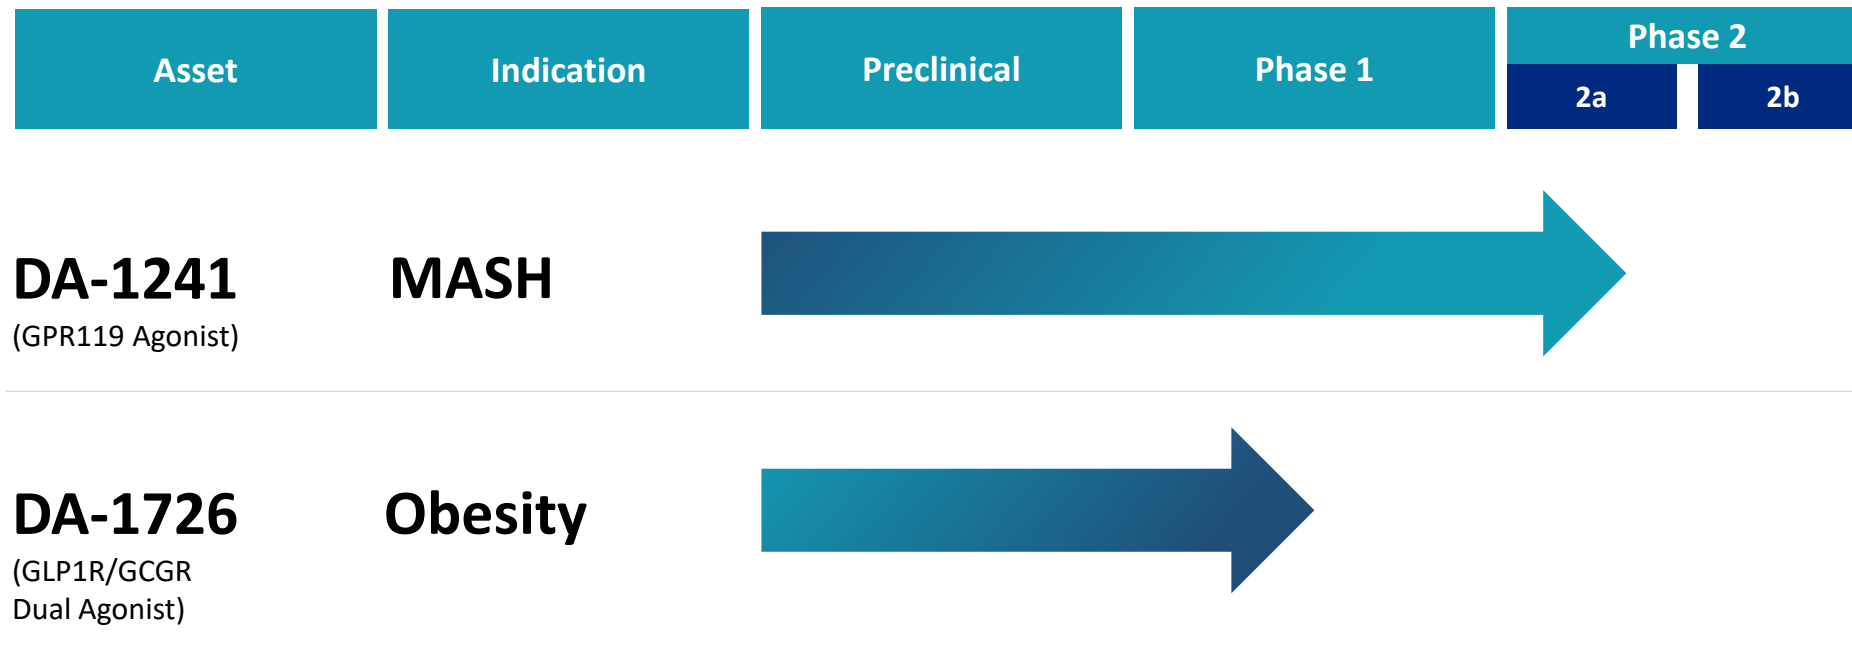 Asset
Indication
Preclinical
Phase 1
Phase 2
2a
2b
DA-1241
(GPR119 Agonist)
MASH
DA-1726
(GLP1R/GCGR
Dual Agonist)
Obesity